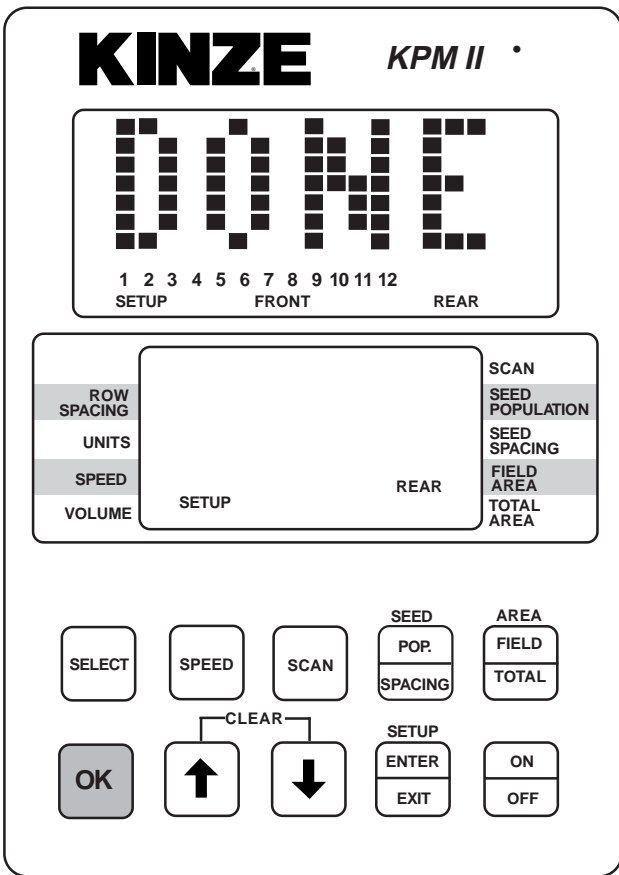 KINZE KPM II
DONE
1 2 3 4 5 6 7 8 9 10 11 12
SETUP FRONT REAR
SCAN
ROW SPACING
SEED POPULATION
UNITS
SEED SPACING
SPEED
FIELD AREA
VOLUME
TOTAL AREA
SETUP REAR
SEED AREA
SELECT SPEED SCAN POP. FIELD
SPACING TOTAL
CLEAR
SETUP
OK ENTER ON
EXIT OFF